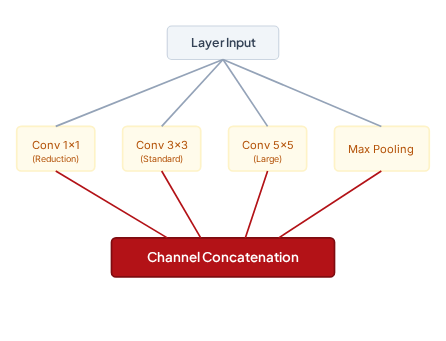 Layer Input
Conv 1×1
(Reduction)
Conv 3×3
(Standard)
Conv 5×5
(Large)
Max Pooling
Channel Concatenation